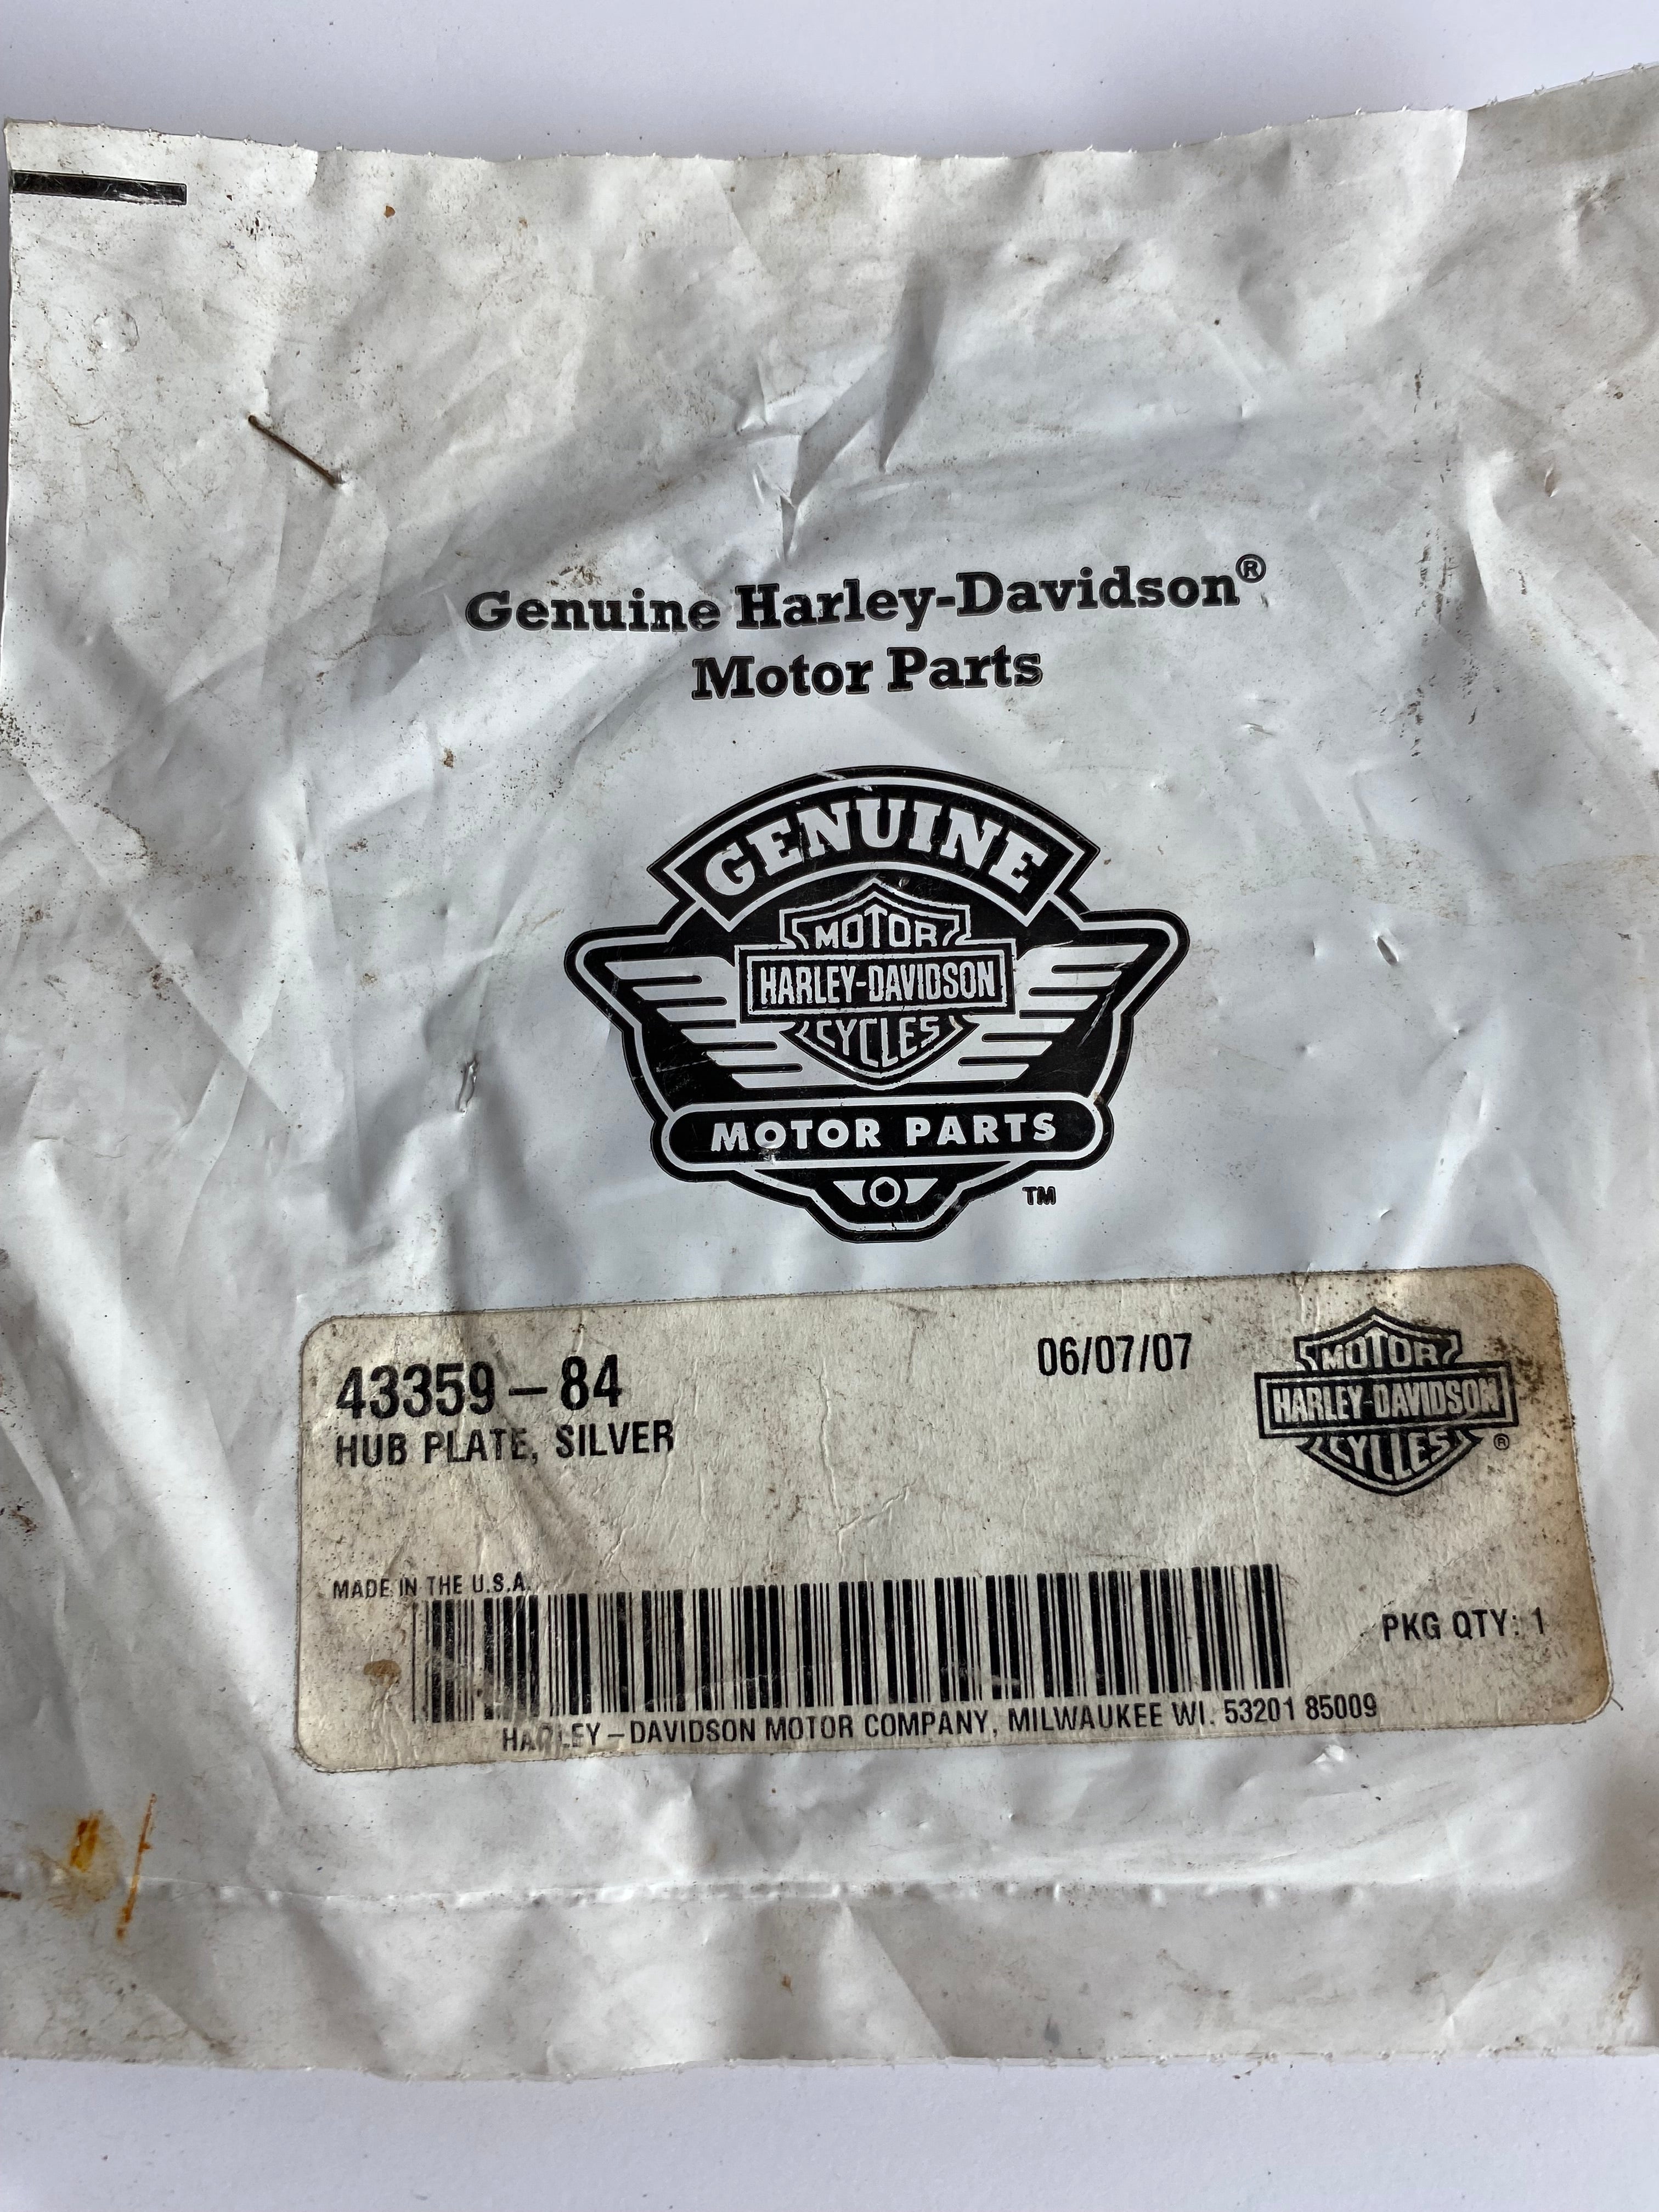 Genuine Harley-Davidson®
Motor Parts
GENUINE
MOTOR
HARLEY-DAVIDSON
CYCLES
MOTOR PARTS
TM
43359-84
06/07/07
HUB PLATE, SILVER
MOTOR
HARLEY-DAVIDSON
CYCLES
®
MADE IN THE U.S.A.
PKG QTY: 1
HARLEY-DAVIDSON MOTOR COMPANY, MILWAUKEE WI. 53201 85009